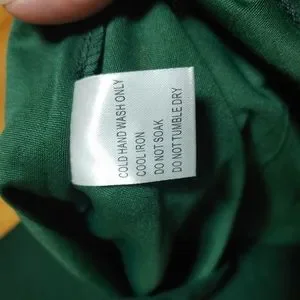 COLD HAND WASH ONLY
COOL IRON
DO NOT SOAK
DO NOT TUMBLE DRY